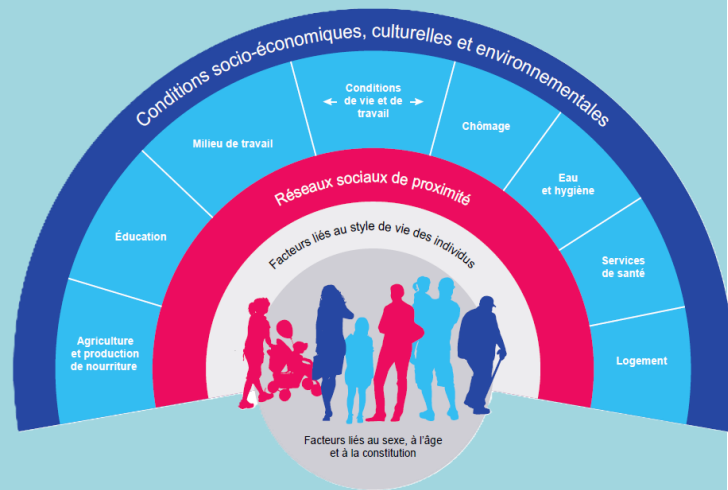 Conditions socio-économiques, culturelles et environnementales
Conditions
de vie et de
travail
Milieu de travail
Chômage
Eau
et hygiène
Éducation
Services
de santé
Agriculture
et production
de nourriture
Logement
Réseaux sociaux de proximité
Facteurs liés au style de vie des individus
Facteurs liés au sexe, à l'âge
et à la constitution